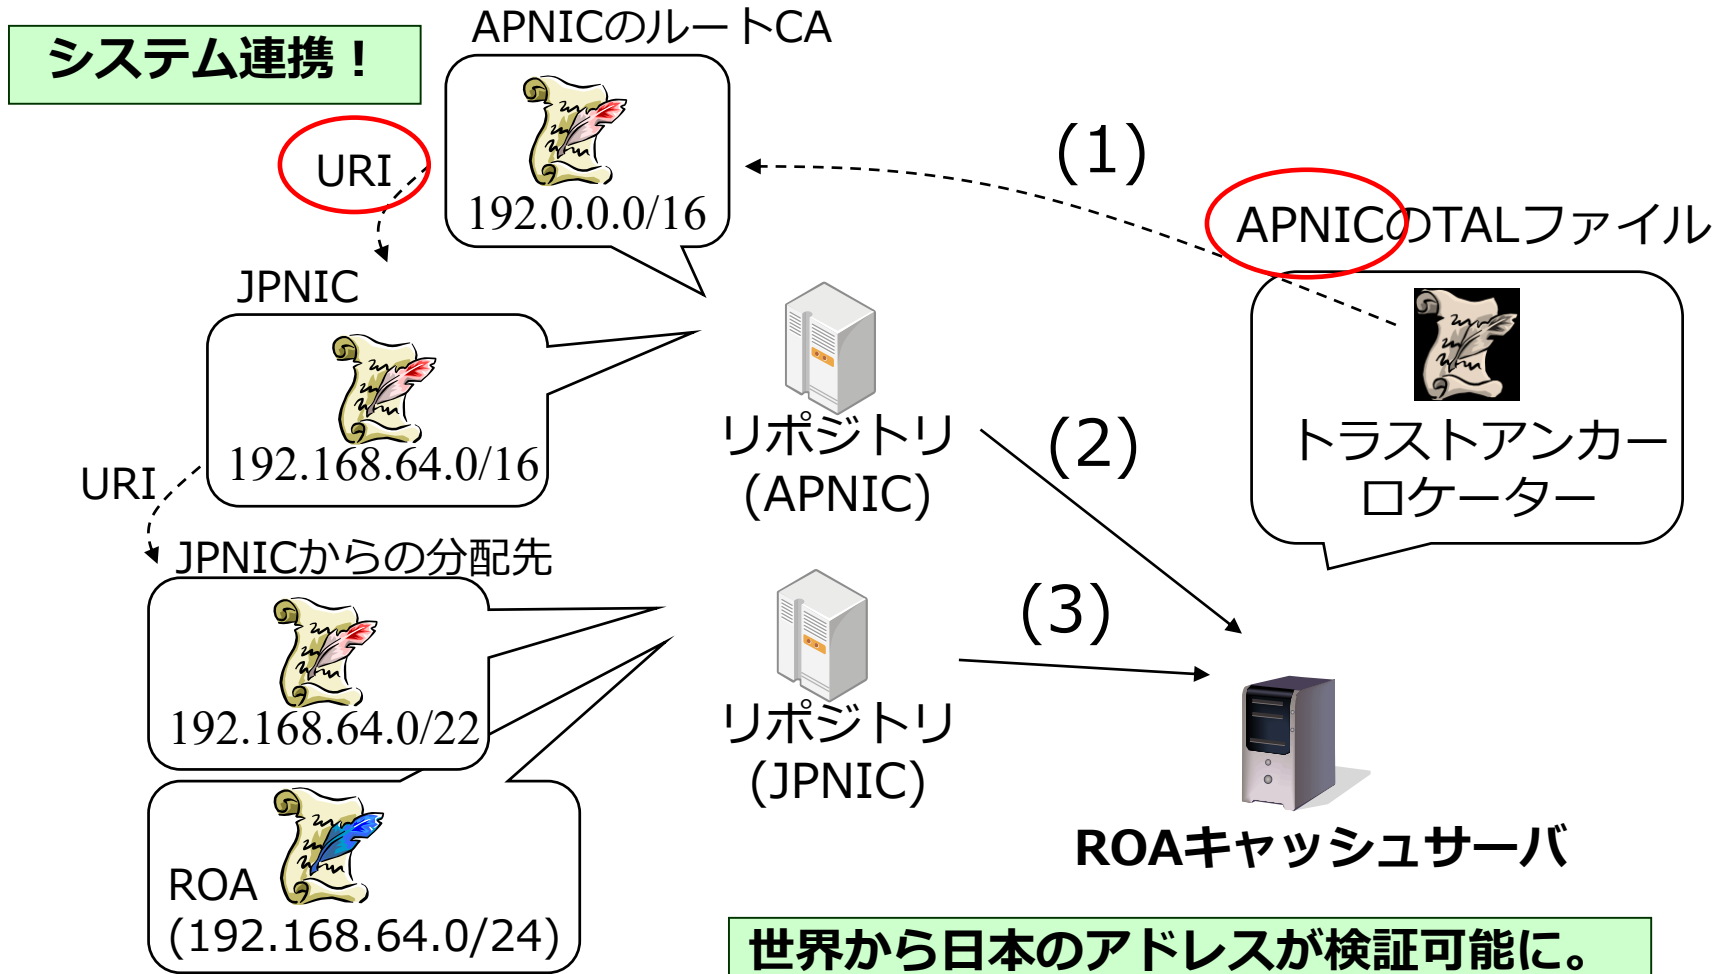 システム連携！
APNICのルートCA
URI
192.0.0.0/16
(1)
APNICのTALファイル
JPNIC
192.168.64.0/16
リポジトリ
(APNIC)
(2)
トラストアンカー
ロケーター
URI
JPNICからの分配先
192.168.64.0/22
(3)
リポジトリ
(JPNIC)
ROAキャッシュサーバ
ROA
(192.168.64.0/24)
世界から日本のアドレスが検証可能に。